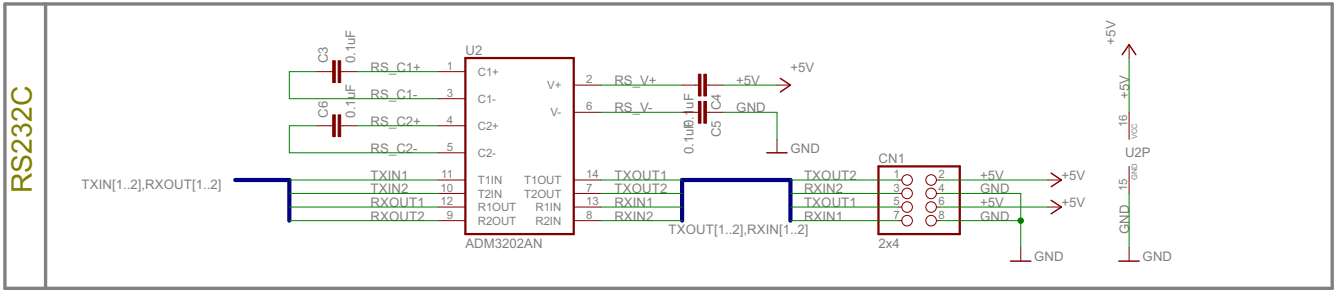 RS232C
TXIN[1..2],RXOUT[1..2]
C3
0.1uF
C6
0.1uF
RS_C1+
RS_C1-
RS_C2+
RS_C2-
TXIN1
TXIN2
RXOUT1
RXOUT2
1
3
4
5
11
10
12
9
U2
C1+
C1-
C2+
C2-
T1IN
T2IN
R1OUT
R2OUT
V+
V-
T1OUT
T2OUT
R1IN
R2IN
ADM3202AN
2
6
14
7
13
8
RS_V+
RS_V-
0.1uF
C4
0.1uF
C5
+5V
+5V
GND
GND
TXOUT1
TXOUT2
RXIN1
RXIN2
TXOUT[1..2],RXIN[1..2]
TXOUT2
RXIN2
TXOUT1
RXIN1
CN1
1
2
3
4
5
6
7
8
2x4
+5V
GND
+5V
GND
+5V
+5V
GND
+5V
+5V
16
VCC
U2P
GND
15
GND
GND